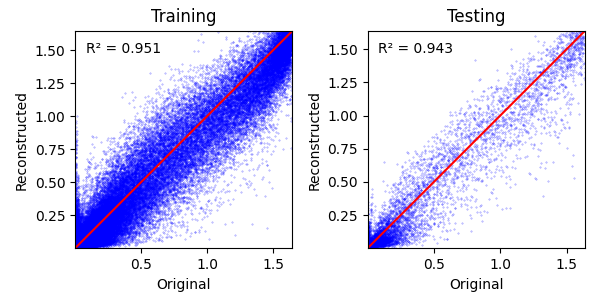 Training
R² = 0.951
1.50
1.25
1.00
0.75
0.50
0.25
Reconstructed
0.5 1.0 1.5
Original
Testing
R² = 0.943
1.50
1.25
1.00
0.75
0.50
0.25
Reconstructed
0.5 1.0 1.5
Original